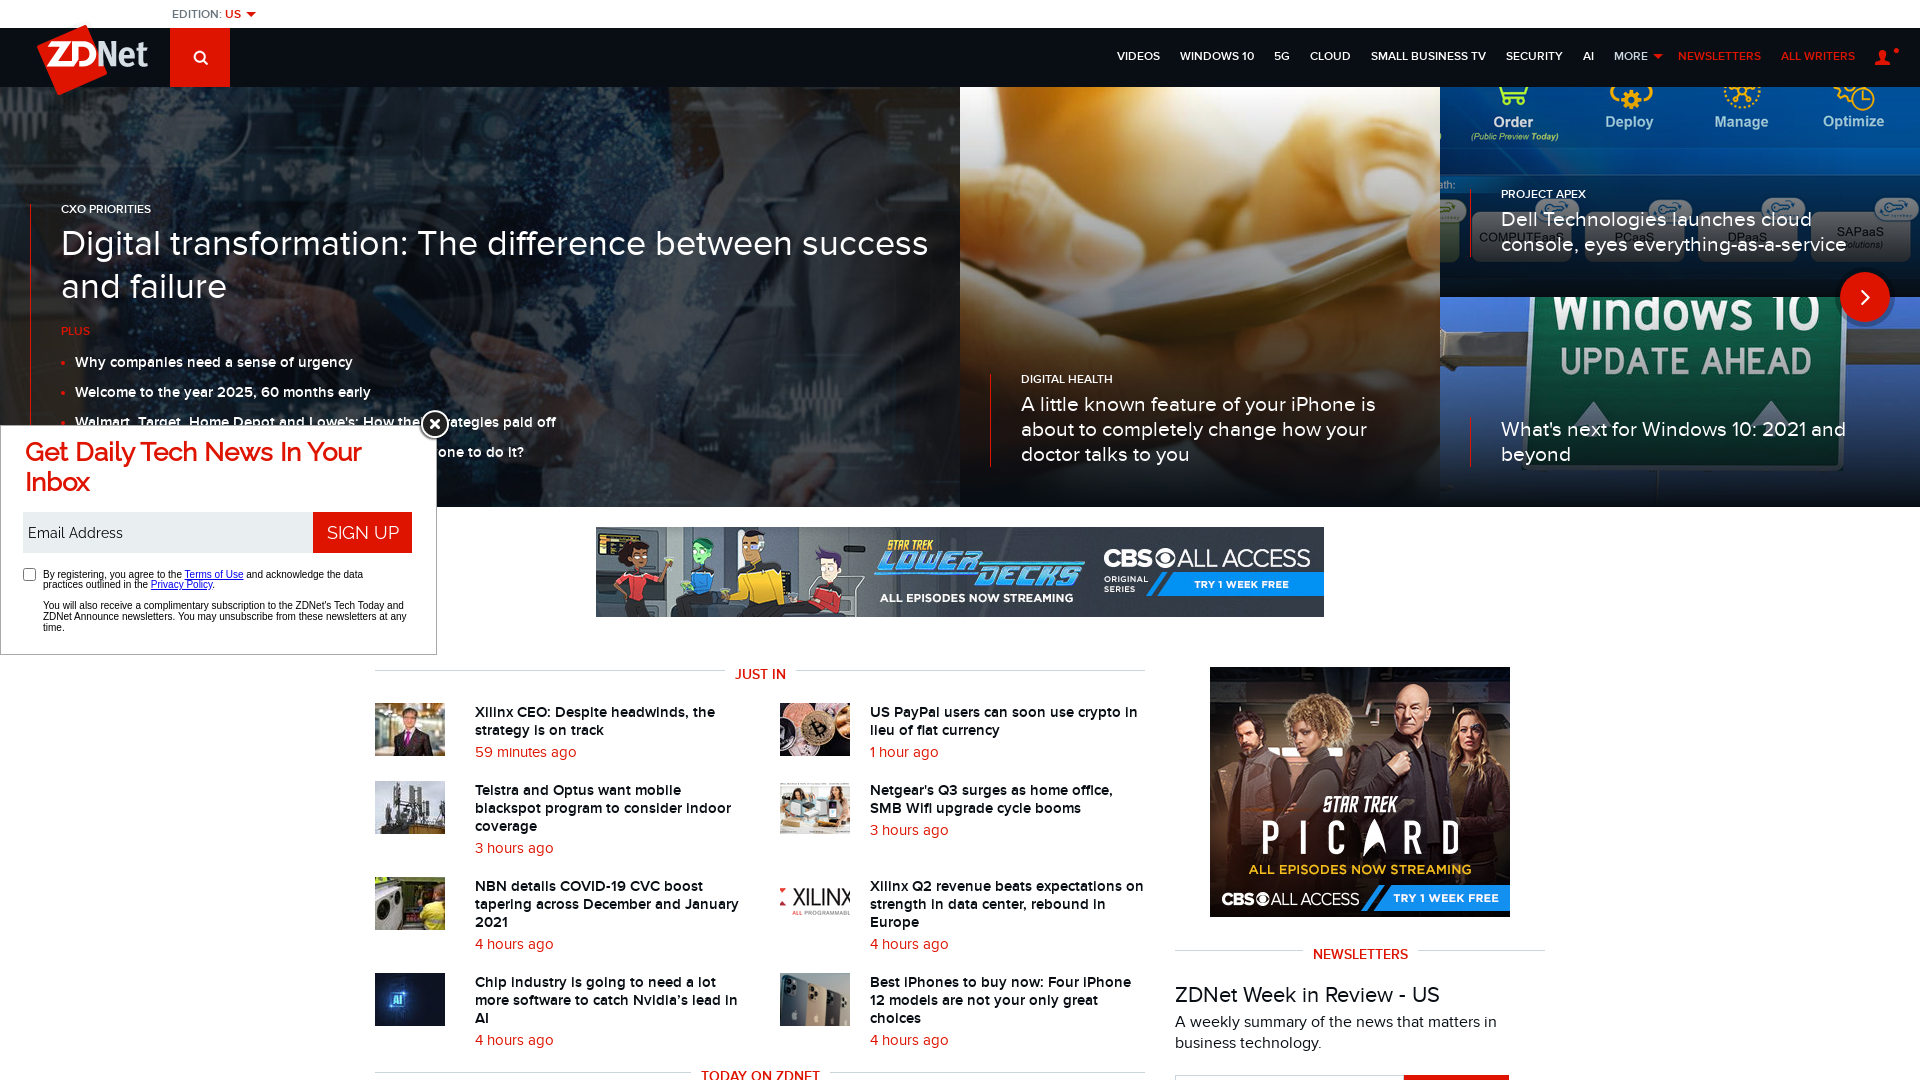 EDITION: US
ZDNet
VIDEOS
WINDOWS 10
5G
CLOUD
SMALL BUSINESS TV
SECURITY
AI
MORE
NEWSLETTERS
ALL WRITERS
CXO PRIORITIES
Digital transformation: The difference between success
and failure
PLUS
Why companies need a sense of urgency
Welcome to the year 2025, 60 months early
Walmart, Target, Home Depot and Lowe's: How their strategies paid off
one to do it?
DIGITAL HEALTH
A little known feature of your iPhone is
about to completely change how your
doctor talks to you
Order
(Public Preview Today)
Deploy
Manage
Optimize
PROJECT APEX
Dell Technologies launches cloud
console, eyes everything-as-a-service
COMPUTEaaS
PCaaS
DPaaS
SAPaaS
Windows 10
UPDATE AHEAD
What's next for Windows 10: 2021 and
beyond
Get Daily Tech News In Your
Inbox
Email Address
SIGN UP
By registering, you agree to the Terms of Use and acknowledge the data
practices outlined in the Privacy Policy.
You will also receive a complimentary subscription to the ZDNet's Tech Today and
ZDNet Announce newsletters. You may unsubscribe from these newsletters at any
time.
STAR TREK
LOWER DECKS
ALL EPISODES NOW STREAMING
CBS ALL ACCESS
ORIGINAL
SERIES
TRY 1 WEEK FREE
JUST IN
Xilinx CEO: Despite headwinds, the
strategy is on track
59 minutes ago
US PayPal users can soon use crypto in
lieu of fiat currency
1 hour ago
Telstra and Optus want mobile
blackspot program to consider indoor
coverage
3 hours ago
Netgear's Q3 surges as home office,
SMB Wifi upgrade cycle booms
3 hours ago
NBN details COVID-19 CVC boost
tapering across December and January
2021
4 hours ago
XILINX
ALL PROGRAMMABL
Xilinx Q2 revenue beats expectations on
strength in data center, rebound in
Europe
4 hours ago
AI
Chip industry is going to need a lot
more software to catch Nvidia’s lead in
AI
4 hours ago
Best iPhones to buy now: Four iPhone
12 models are not your only great
choices
4 hours ago
TODAY ON ZDNET
STAR TREK
PICARD
ALL EPISODES NOW STREAMING
CBS ALL ACCESS
TRY 1 WEEK FREE
NEWSLETTERS
ZDNet Week in Review - US
A weekly summary of the news that matters in
business technology.